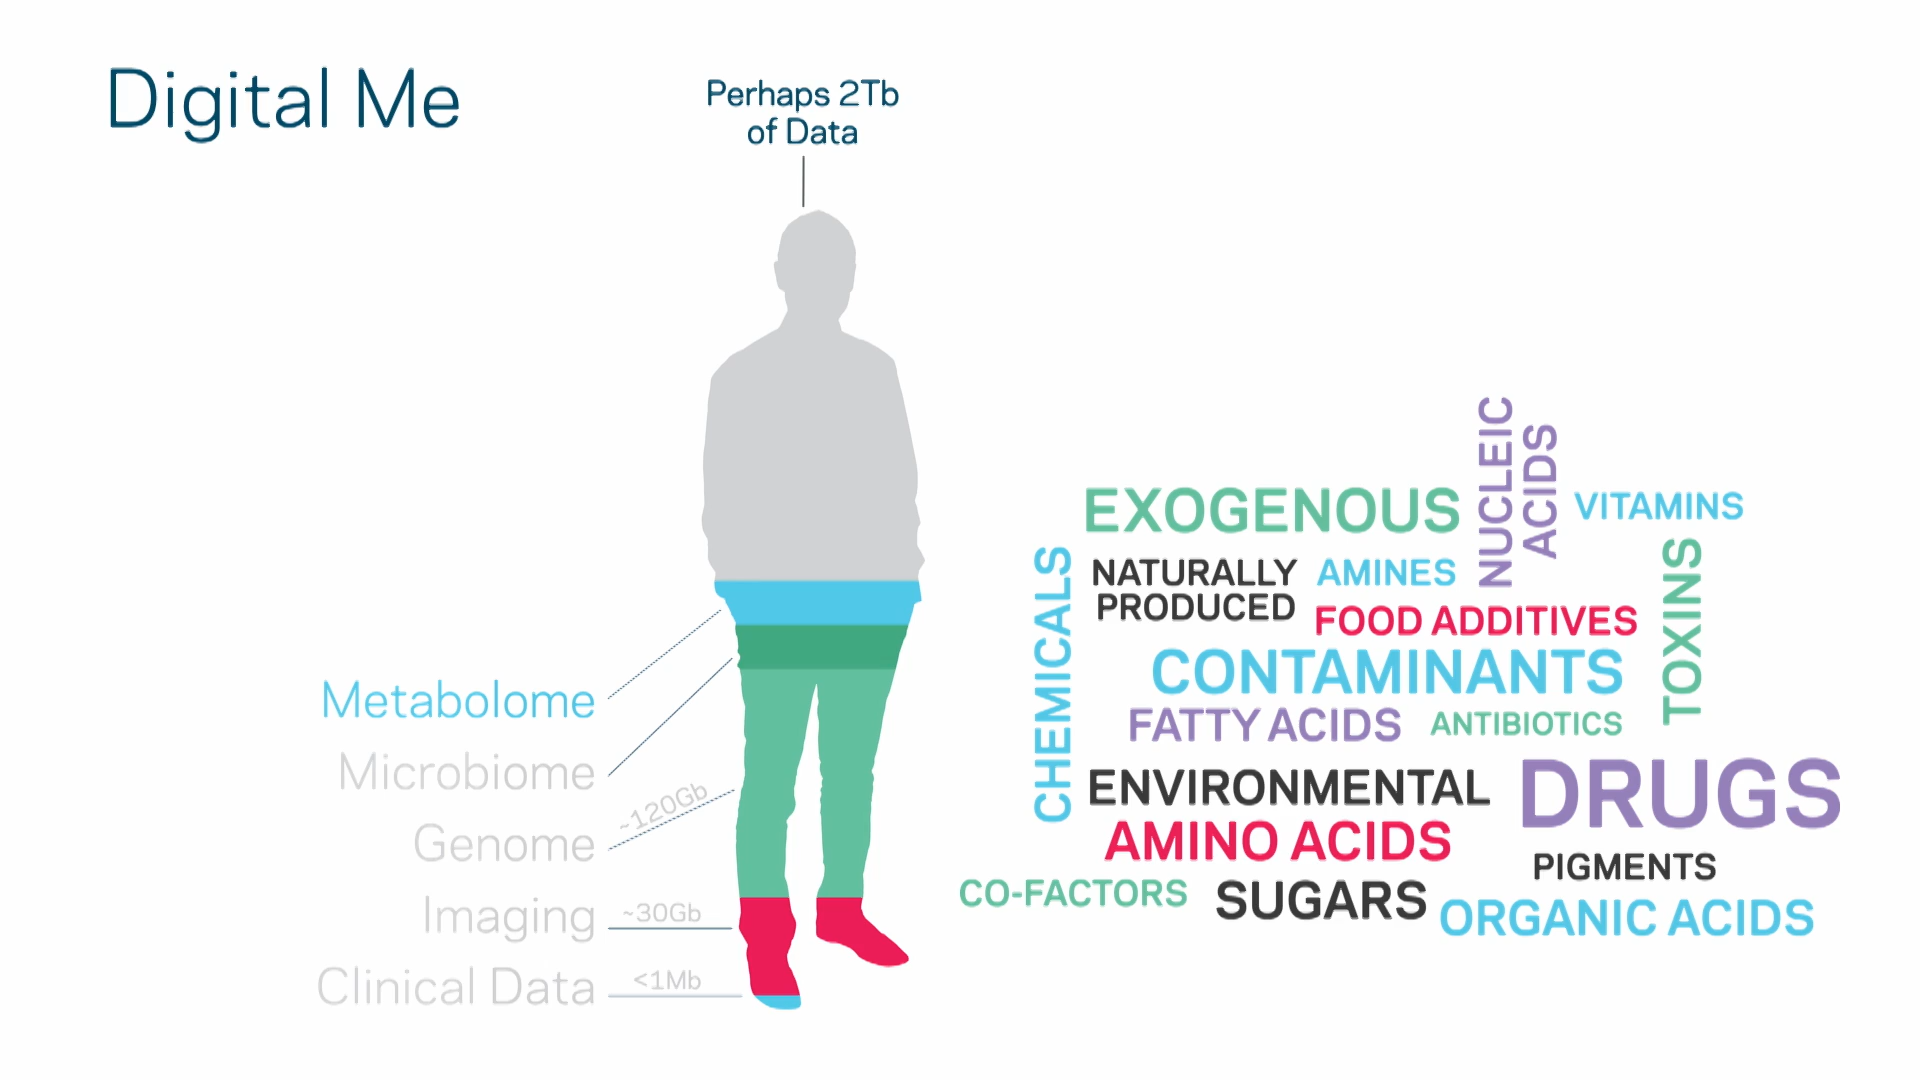 Digital Me
Perhaps 2Tb
of Data
Metabolome
Microbiome
Genome
~120Gb
Imaging
~30Gb
Clinical Data
<1Mb
NUCLEIC
ACIDS
EXOGENOUS
VITAMINS
CHEMICALS
NATURALLY
PRODUCED
AMINES
TOXINS
FOOD ADDITIVES
CONTAMINANTS
FATTY ACIDS
ANTIBIOTICS
ENVIRONMENTAL
DRUGS
AMINO ACIDS
PIGMENTS
CO-FACTORS
SUGARS
ORGANIC ACIDS